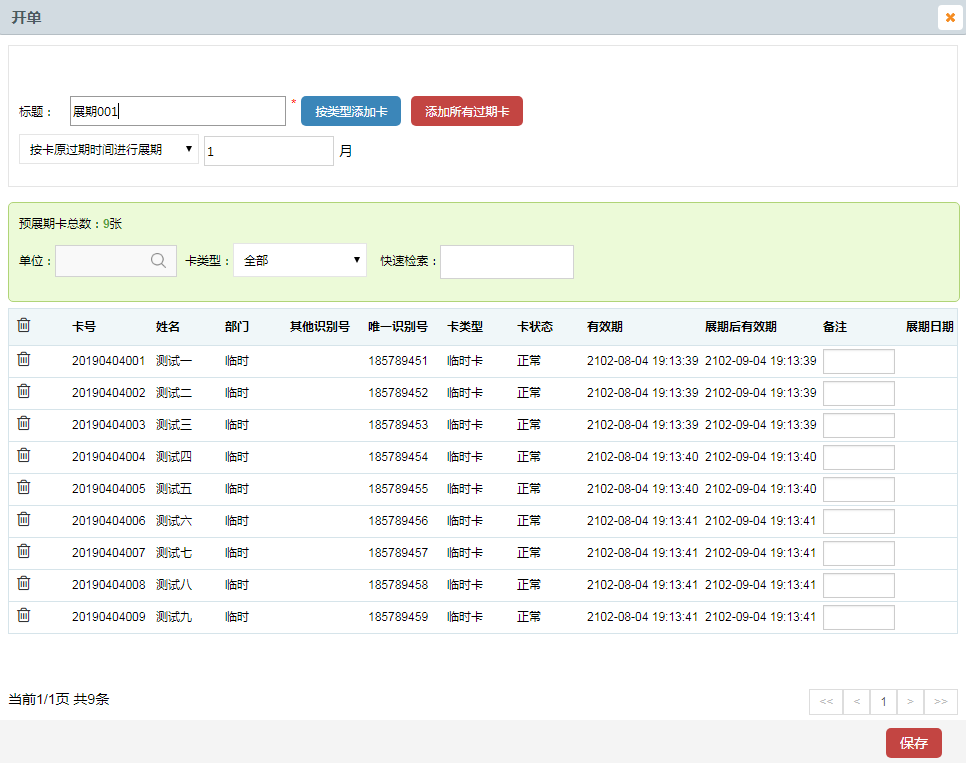 开单
标题： 展期001 * 按类型添加卡 添加所有过期卡
按卡原过期时间进行展期 1 月
预展期卡总数：9张
单位： 卡类型： 全部 快速检索：
卡号 姓名 部门 其他识别号 唯一识别号 卡类型 卡状态 有效期 展期后有效期 备注 展期日期
20190404001 测试一 临时 185789451 临时卡 正常 2102-08-04 19:13:39 2102-09-04 19:13:39
20190404002 测试二 临时 185789452 临时卡 正常 2102-08-04 19:13:39 2102-09-04 19:13:39
20190404003 测试三 临时 185789453 临时卡 正常 2102-08-04 19:13:39 2102-09-04 19:13:39
20190404004 测试四 临时 185789454 临时卡 正常 2102-08-04 19:13:40 2102-09-04 19:13:40
20190404005 测试五 临时 185789455 临时卡 正常 2102-08-04 19:13:40 2102-09-04 19:13:40
20190404006 测试六 临时 185789456 临时卡 正常 2102-08-04 19:13:41 2102-09-04 19:13:41
20190404007 测试七 临时 185789457 临时卡 正常 2102-08-04 19:13:41 2102-09-04 19:13:41
20190404008 测试八 临时 185789458 临时卡 正常 2102-08-04 19:13:41 2102-09-04 19:13:41
20190404009 测试九 临时 185789459 临时卡 正常 2102-08-04 19:13:41 2102-09-04 19:13:41
当前1/1页 共9条 << < 1 > >>
保存